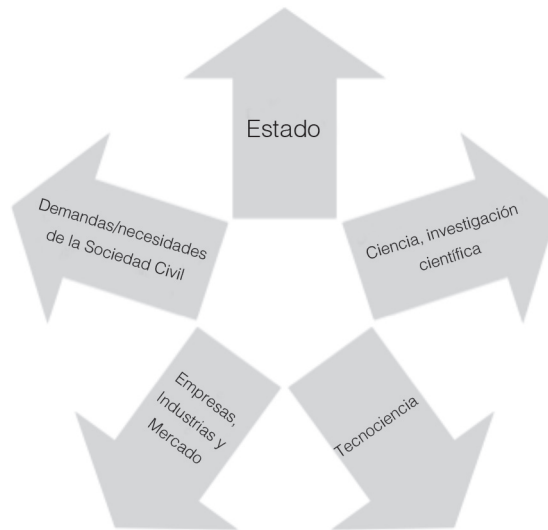 Estado
Demandas/necesidades
de la Sociedad Civil
Ciencia, investigación
científica
Empresas,
Industrias y
Mercado
Tecnociencia